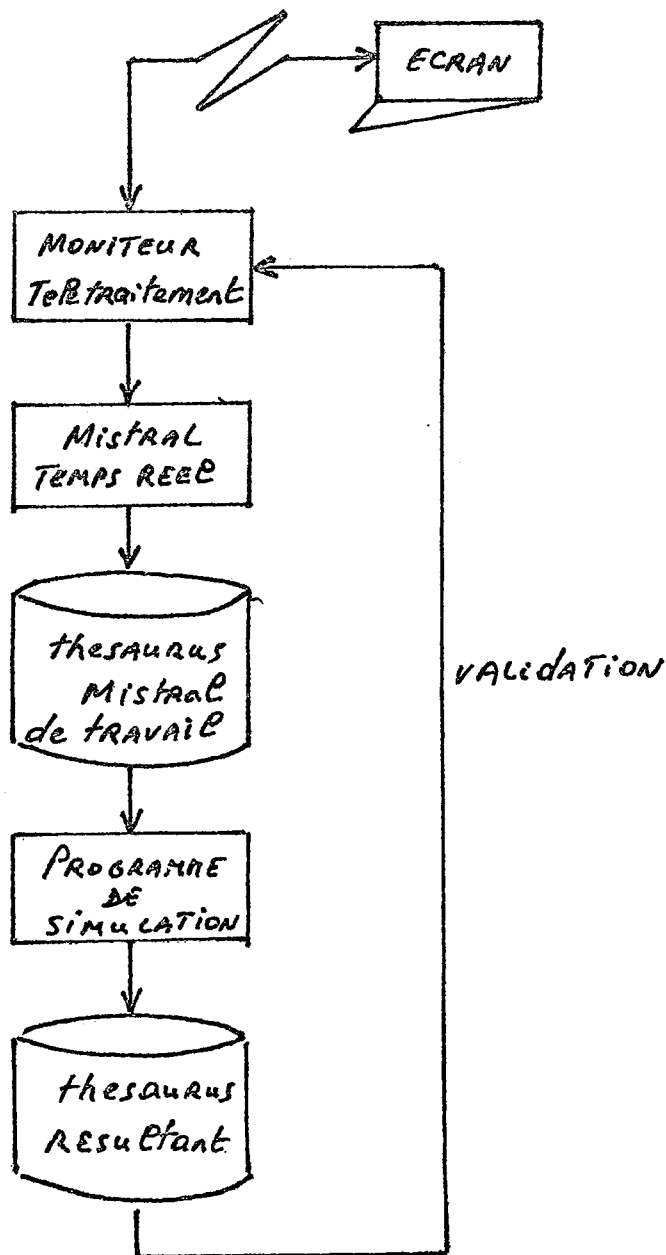 ECRAN
MONITEUR
Teletraitement
MistRAL
TEMPS REEL
thesaurus
Mistral
de tRAVAil
VALIdATION
PROGRAMME
DE
SIMULATION
thesauRus
RESultant